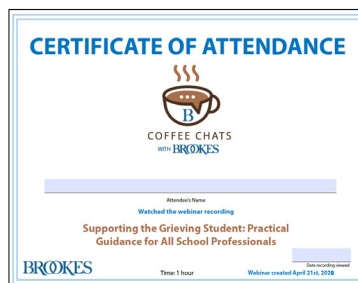 CERTIFICATE OF ATTENDANCE
B
COFFEE CHATS
WITH BROOKES
Attendee's Name
Watched the webinar recording
Supporting the Grieving Student: Practical
Guidance for All School Professionals
Date recording viewed
BROOKES
Time: 1 hour
Webinar created April 21st,